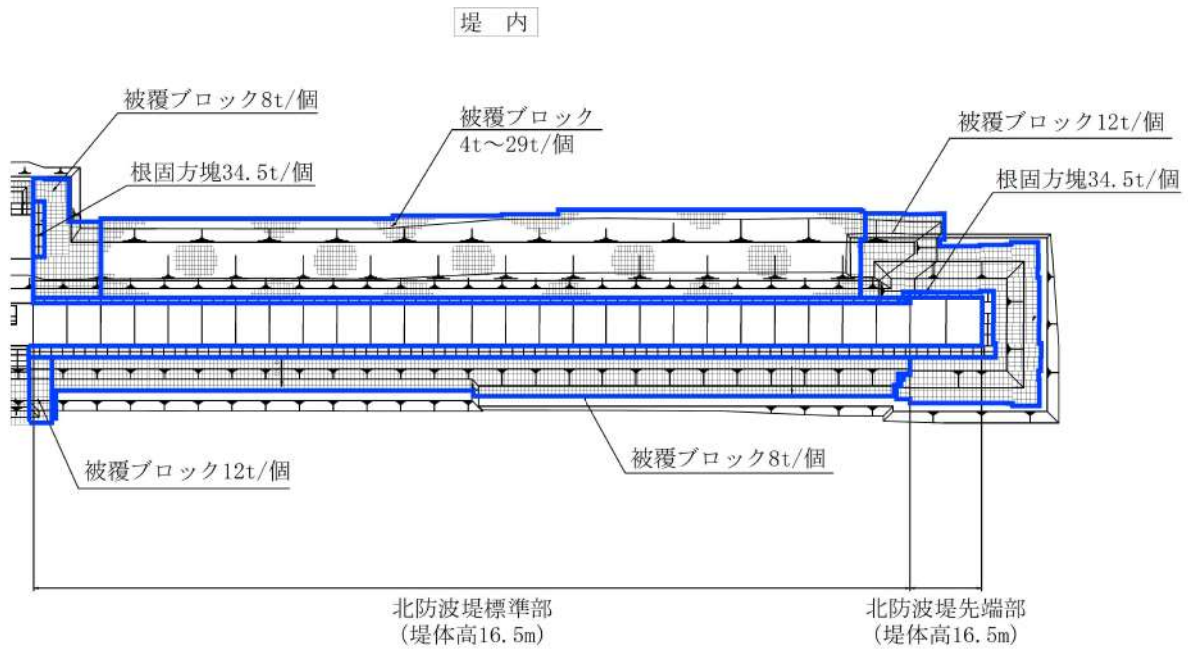 堤　内
被覆ブロック8t/個
被覆ブロック
4t～29t/個
被覆ブロック12t/個
根固方塊34.5t/個
根固方塊34.5t/個
被覆ブロック12t/個
被覆ブロック8t/個
北防波堤標準部
(堤体高16.5m)
北防波堤先端部
(堤体高16.5m)